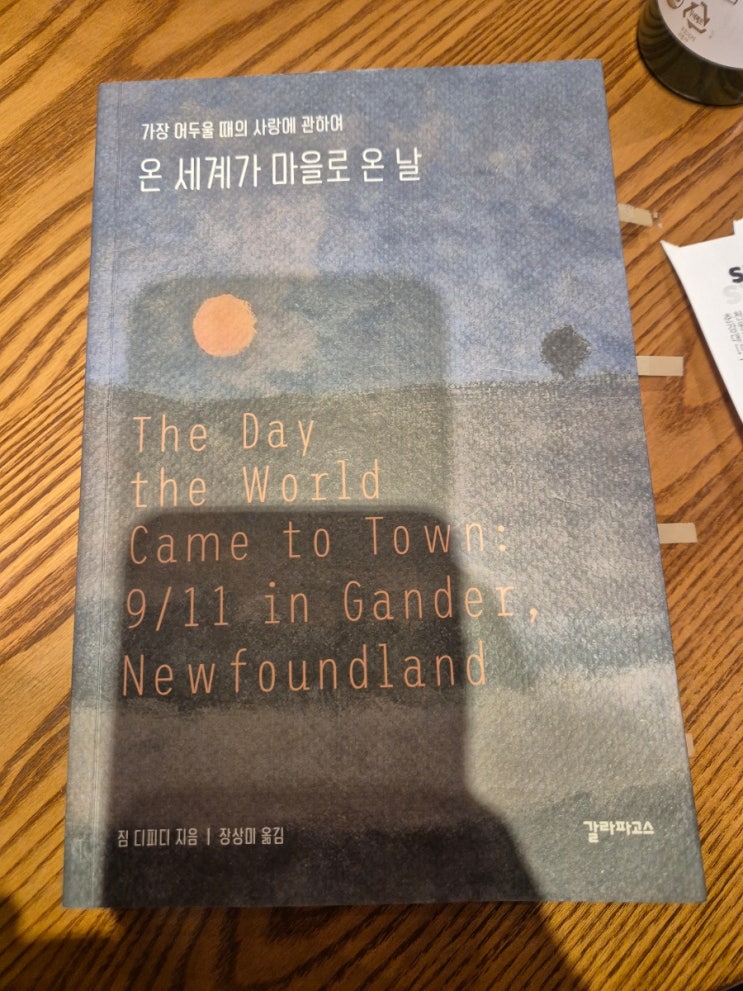 가장 어두울 때의 사랑에 관하여
온 세계가 마을로 온 날
The Day
the World
Came to Town:
9/11 in Gander,
Newfoundland
짐 디피디 지음 | 장상미 옮김
갈라파고스